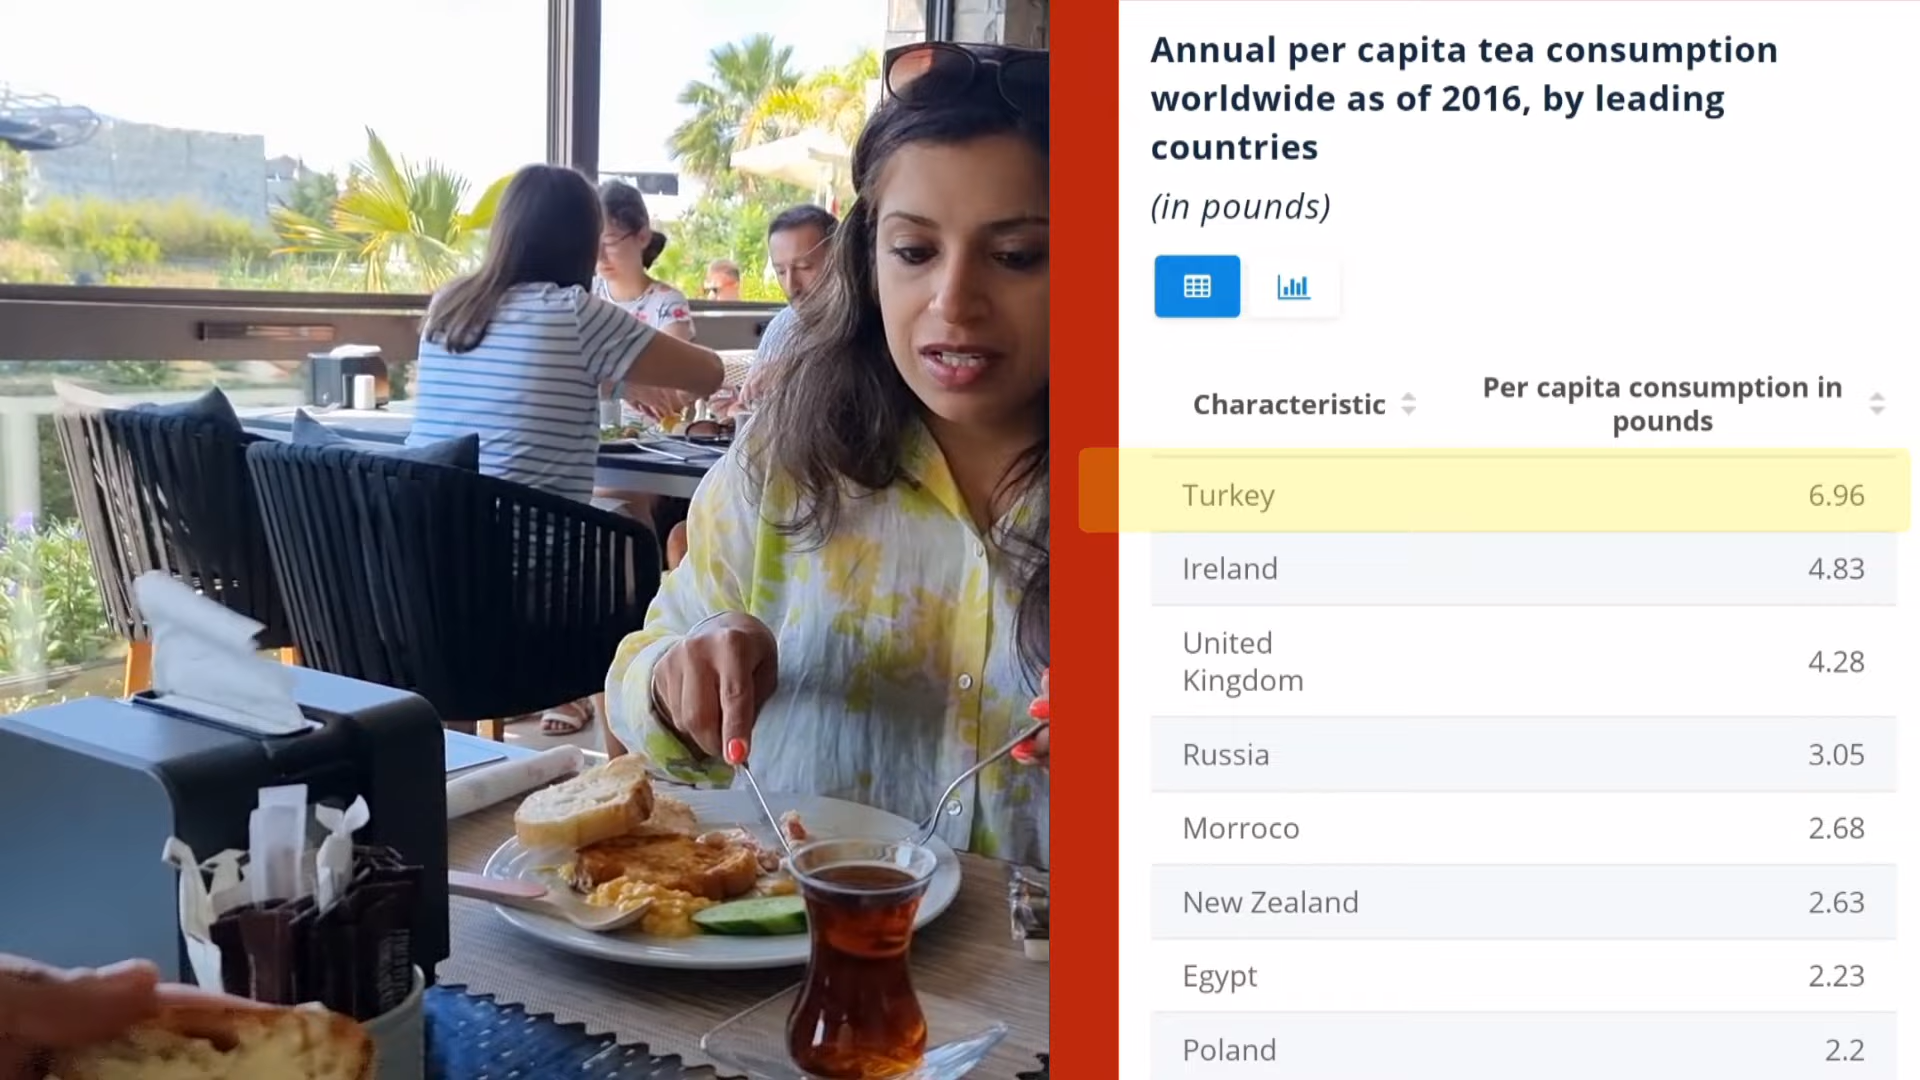 Annual per capita tea consumption
worldwide as of 2016, by leading
countries
(in pounds)
Characteristic
Per capita consumption in
pounds
Turkey 6.96
Ireland 4.83
United
Kingdom 4.28
Russia 3.05
Morroco 2.68
New Zealand 2.63
Egypt 2.23
Poland 2.2